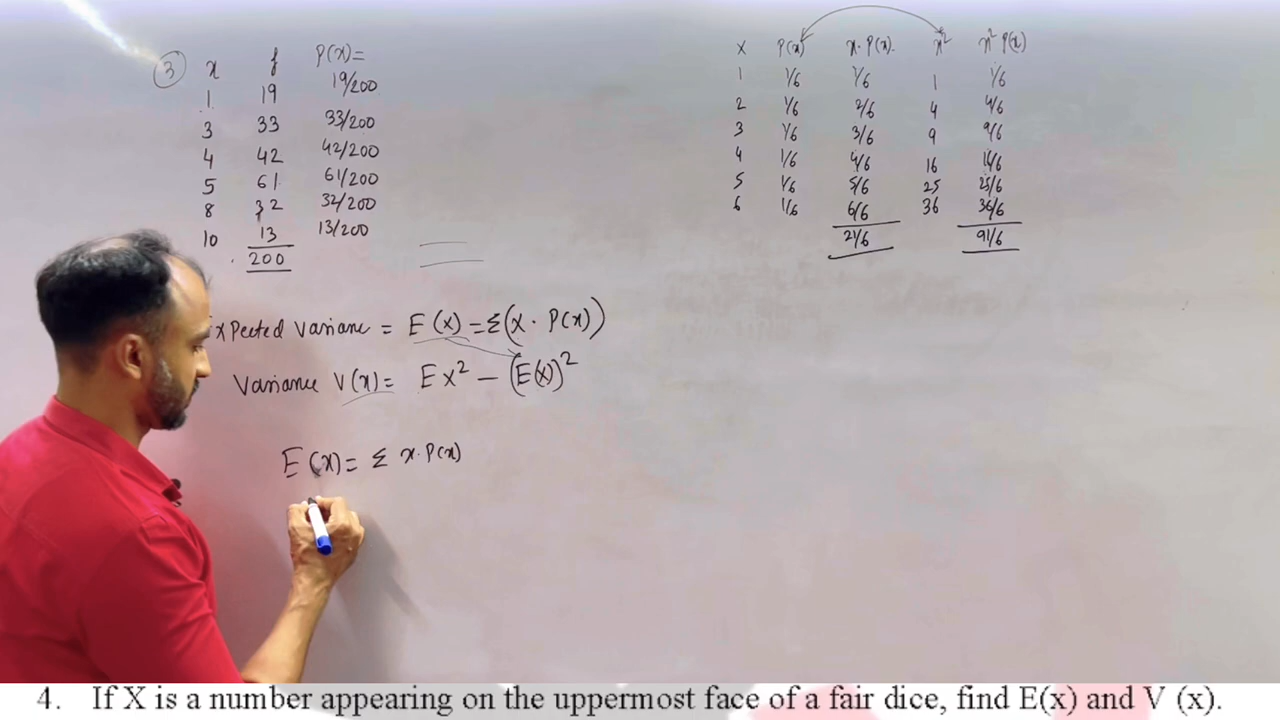 ③ x f P(x)=
1 19 19/200
3 33 33/200
4 42 42/200
5 61 61/200
8 32 32/200
10 13 13/200
200
x P(x) x·P(x). x² x² P(x)
1 1/6 1/6 1 1/6
2 1/6 2/6 4 4/6
3 1/6 3/6 9 9/6
4 1/6 4/6 16 16/6
5 1/6 5/6 25 25/6
6 1/6 6/6 36 36/6
21/6 91/6
xpected variane = E(x) = Σ(x · P(x))
Variance V(x) = Ex² − (E(x))²
E(x) = Σ x·P(x)
4. If X is a number appearing on the uppermost face of a fair dice, find E(x) and V (x).